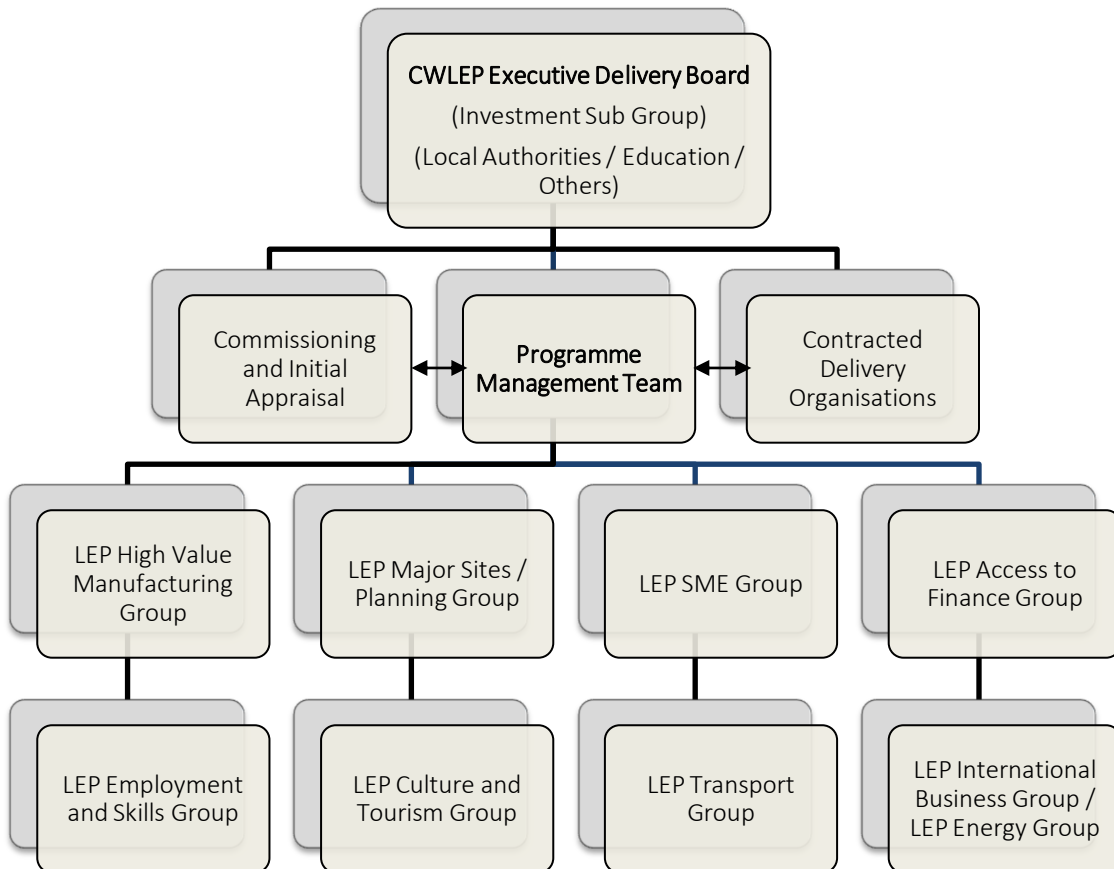 CWLEP Executive Delivery Board
(Investment Sub Group)
(Local Authorities / Education /
Others)
Commissioning
and Initial
Appraisal
Programme
Management Team
Contracted
Delivery
Organisations
LEP High Value
Manufacturing
Group
LEP Major Sites /
Planning Group
LEP SME Group
LEP Access to
Finance Group
LEP Employment
and Skills Group
LEP Culture and
Tourism Group
LEP Transport
Group
LEP International
Business Group /
LEP Energy Group